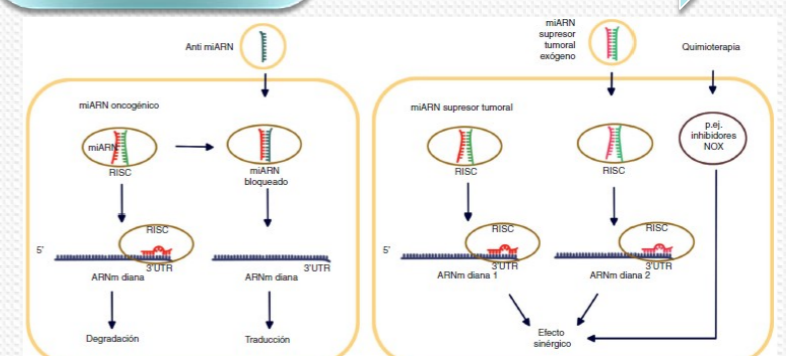 Anti miARN
miARN oncogénico
miARN
RISC
miARN
bloqueado
RISC
5'
3'UTR
ARNm diana
3'UTR
ARNm diana
Degradación
Traducción
miARN
supresor
tumoral
exógeno
Quimioterapia
miARN supresor tumoral
RISC
RISC
p.ej.
inhibidores
NOX
RISC
5'
3'UTR
ARNm diana 1
RISC
3'UTR
ARNm diana 2
Efecto
sinérgico